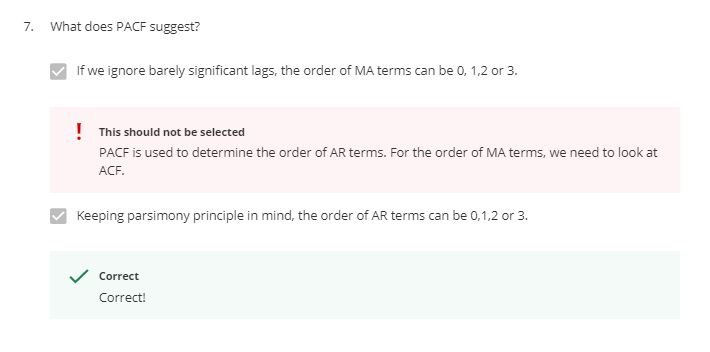 7. What does PACF suggest?
If we ignore barely significant lags, the order of MA terms can be 0, 1,2 or 3.
! This should not be selected
PACF is used to determine the order of AR terms. For the order of MA terms, we need to look at
ACF.
Keeping parsimony principle in mind, the order of AR terms can be 0,1,2 or 3.
Correct
Correct!